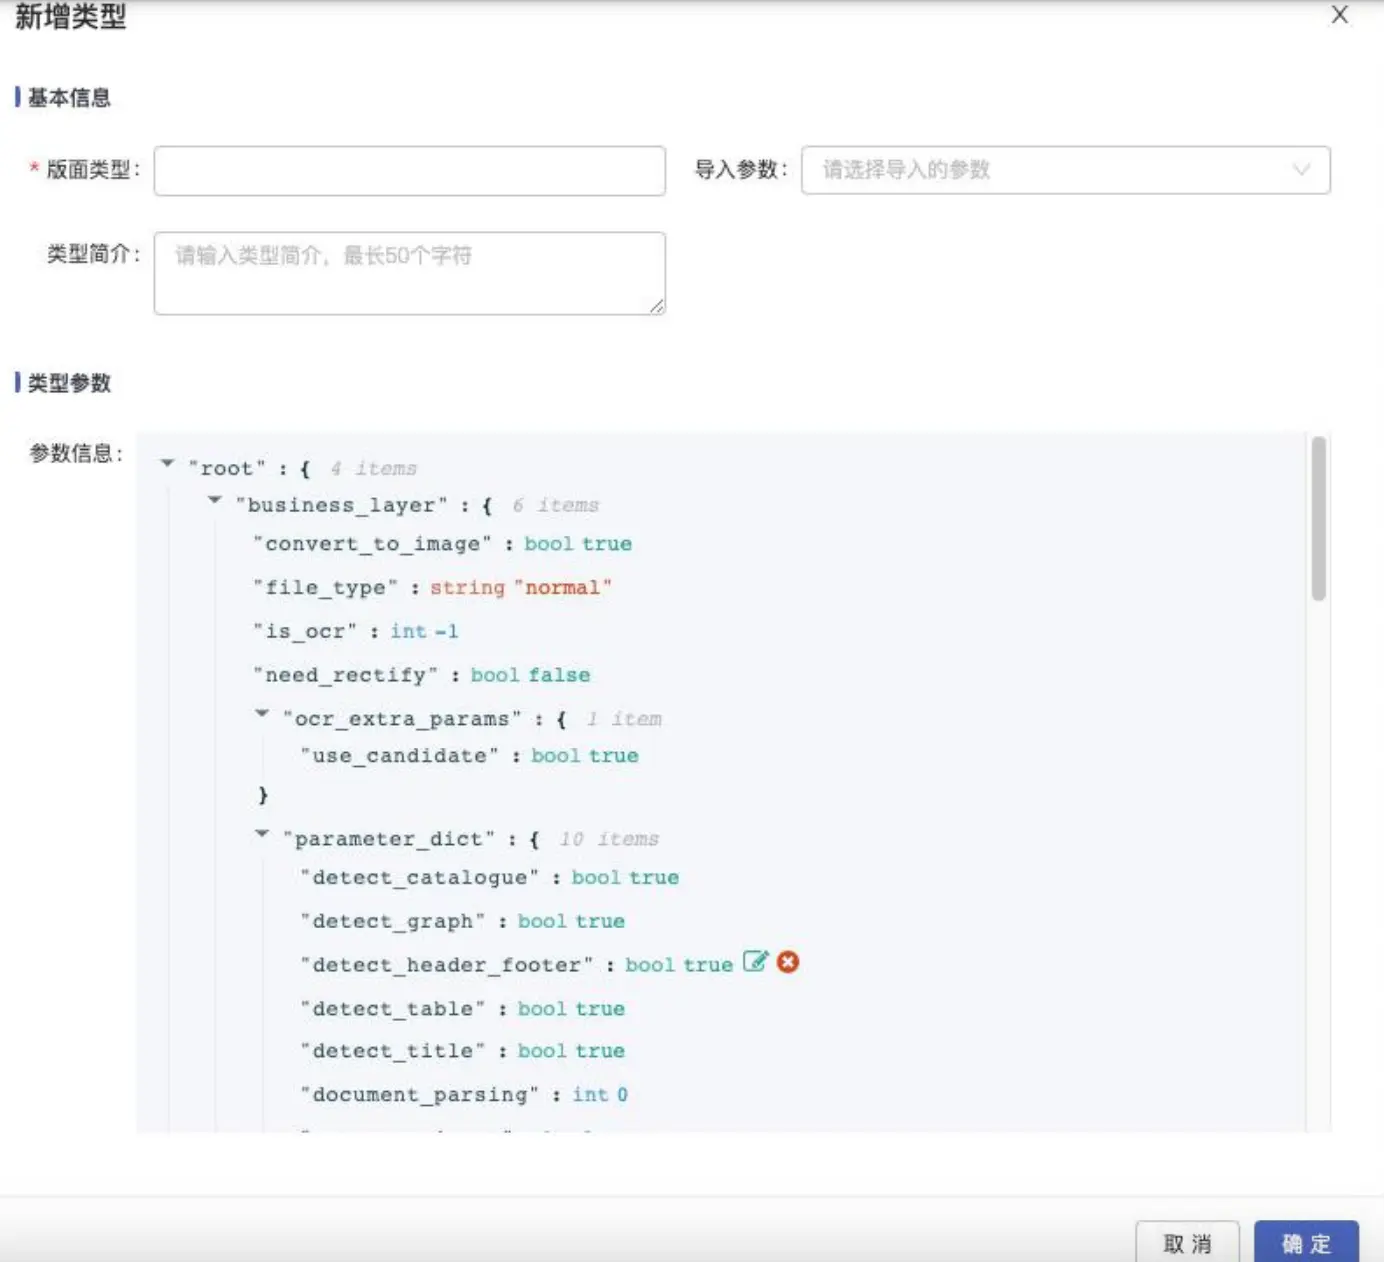 新增类型
基本信息
* 版面类型：
导入参数： 请选择导入的参数
类型简介： 请输入类型简介，最长50个字符
类型参数
参数信息：
"root" : { 4 items
"business_layer" : { 6 items
"convert_to_image" : bool true
"file_type" : string "normal"
"is_ocr" : int -1
"need_rectify" : bool false
"ocr_extra_params" : { 1 item
"use_candidate" : bool true
}
"parameter_dict" : { 10 items
"detect_catalogue" : bool true
"detect_graph" : bool true
"detect_header_footer" : bool true
"detect_table" : bool true
"detect_title" : bool true
"document_parsing" : int 0
取 消
确 定